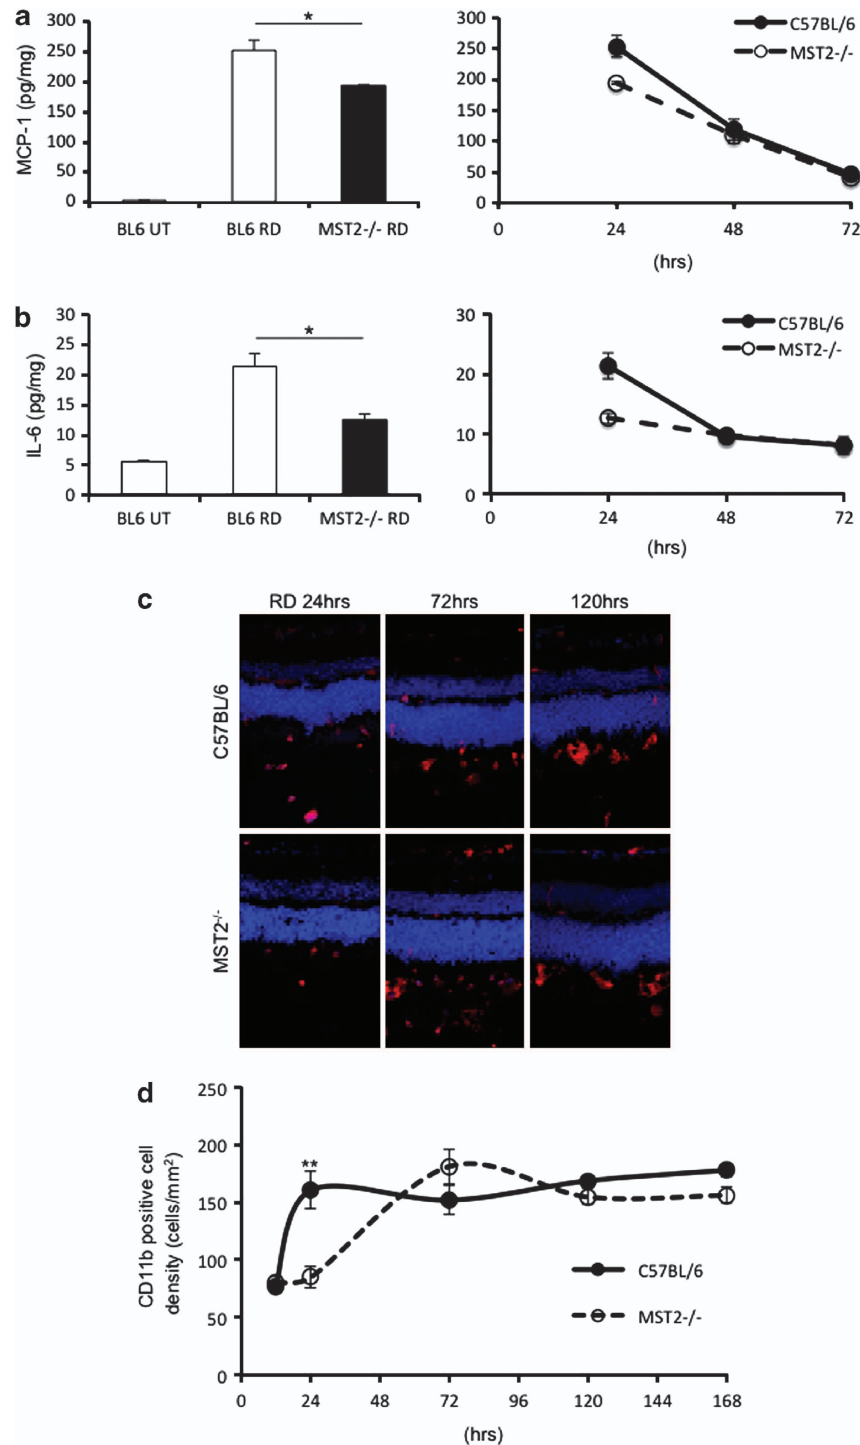 a
MCP-1 (pg/mg)
300
250
200
150
100
50
0
*
BL6 UT
BL6 RD
MST2-/- RD
300
250
200
150
100
50
0
C57BL/6
MST2-/-
0
24
48
72
(hrs)
b
IL-6 (pg/mg)
30
25
20
15
10
5
0
*
BL6 UT
BL6 RD
MST2-/- RD
30
20
10
0
C57BL/6
MST2-/-
0
24
48
72
(hrs)
c
RD 24hrs
72hrs
120hrs
C57BL/6
MST2-/-
d
CD11b positive cell
density (cells/mm²)
250
200
150
100
50
0
**
C57BL/6
MST2-/-
0
24
48
72
96
120
144
168
(hrs)